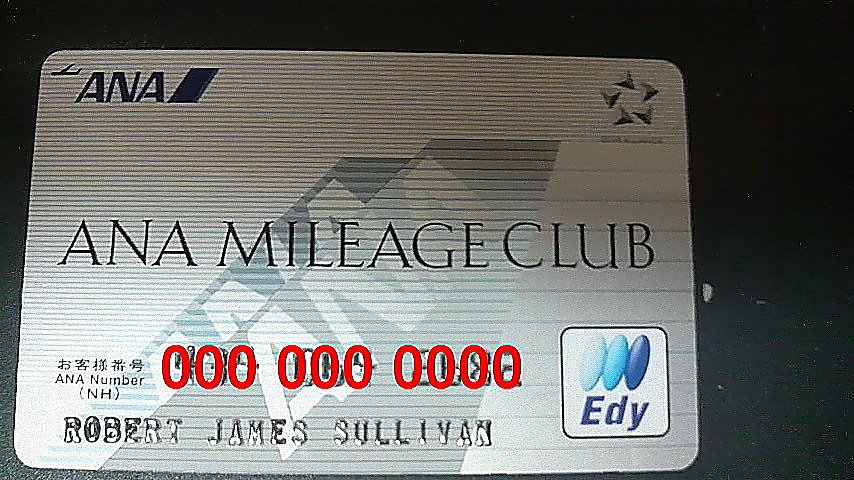 ANA
ANA MILEAGE CLUB
お客様番号
ANA Number
(NH)
000 000 0000
ROBERT JAMES SULLIVAN
Edy